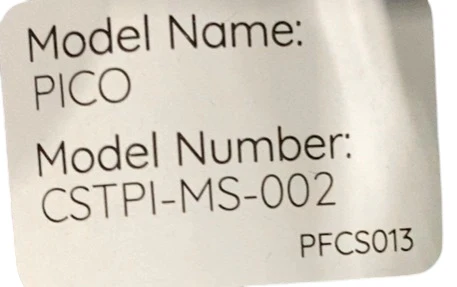 Model Name:
PICO
Model Number:
CSTPI-MS-002
PFCS013